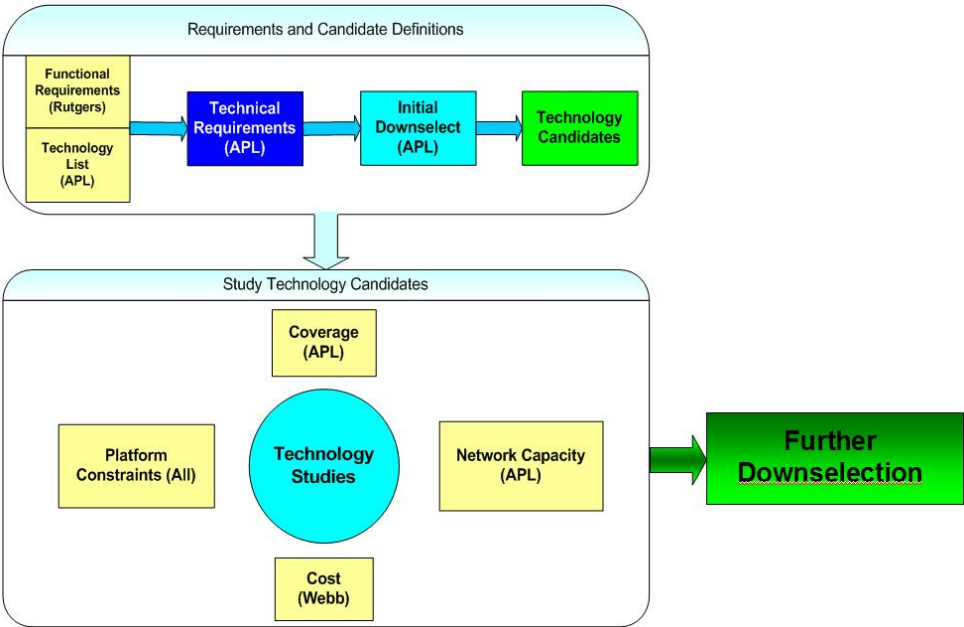 Requirements and Candidate Definitions
Functional
Requirements
(Rutgers)
Technology
List
(APL)
Technical
Requirements
(APL)
Initial
Downselect
(APL)
Technology
Candidates
Study Technology Candidates
Coverage
(APL)
Platform
Constraints (All)
Technology
Studies
Network Capacity
(APL)
Cost
(Webb)
Further
Downselection